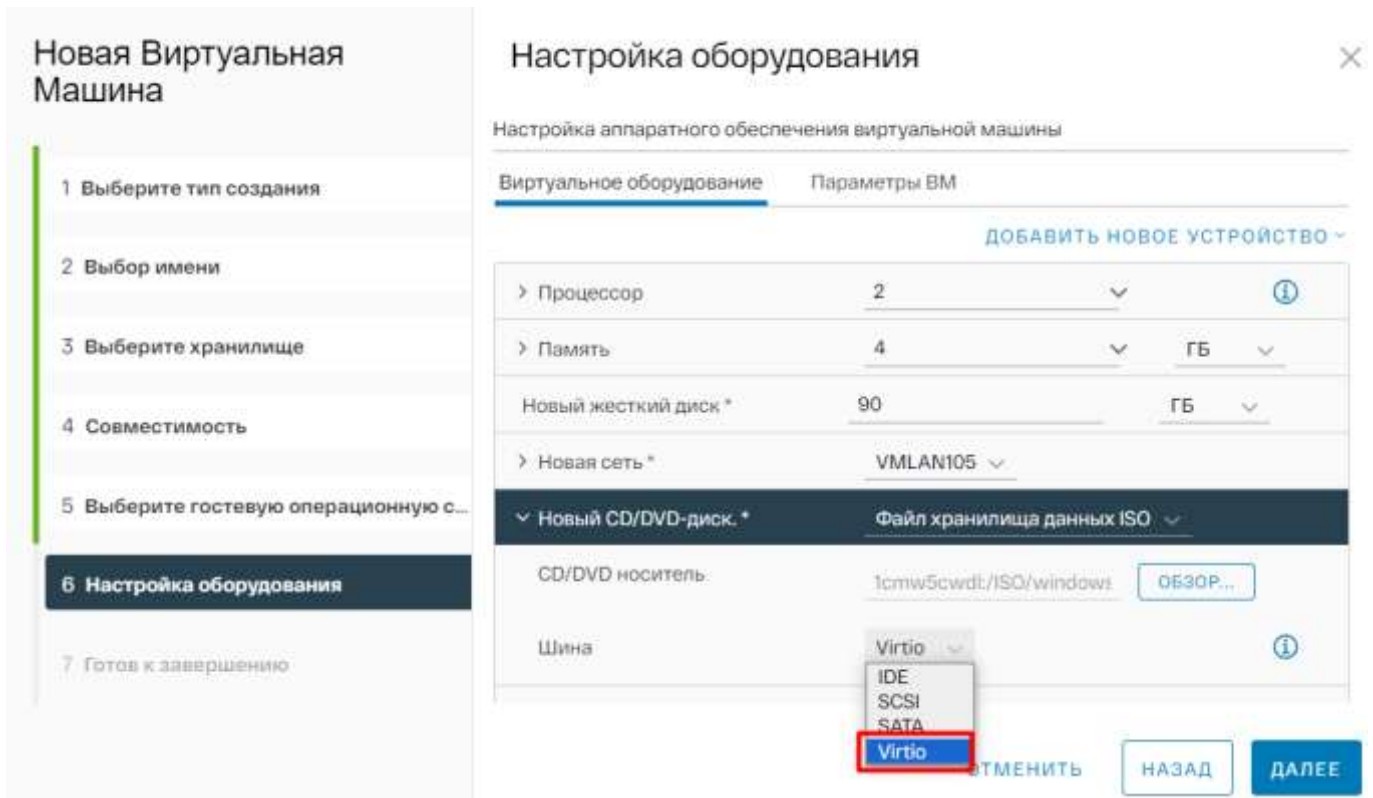 Новая Виртуальная
Машина
1 Выберите тип создания
2 Выбор имени
3 Выберите хранилище
4 Совместимость
5 Выберите гостевую операционную с...
6 Настройка оборудования
7 Готов к завершению
Настройка оборудования
Настройка аппаратного обеспечения виртуальной машины
Виртуальное оборудование Параметры ВМ
ДОБАВИТЬ НОВОЕ УСТРОЙСТВО
Процессор 2
Память 4 ГБ
Новый жесткий диск * 90 ГБ
Новая сеть * VMLAN105
Новый CD/DVD-диск. * Файл хранилища данных ISO
CD/DVD носитель 1cmw5cwdl:/ISO/windows ОБЗОР...
Шина Virtio
IDE
SCSI
SATA
Virtio
ОТМЕНИТЬ НАЗАД ДАЛЕЕ